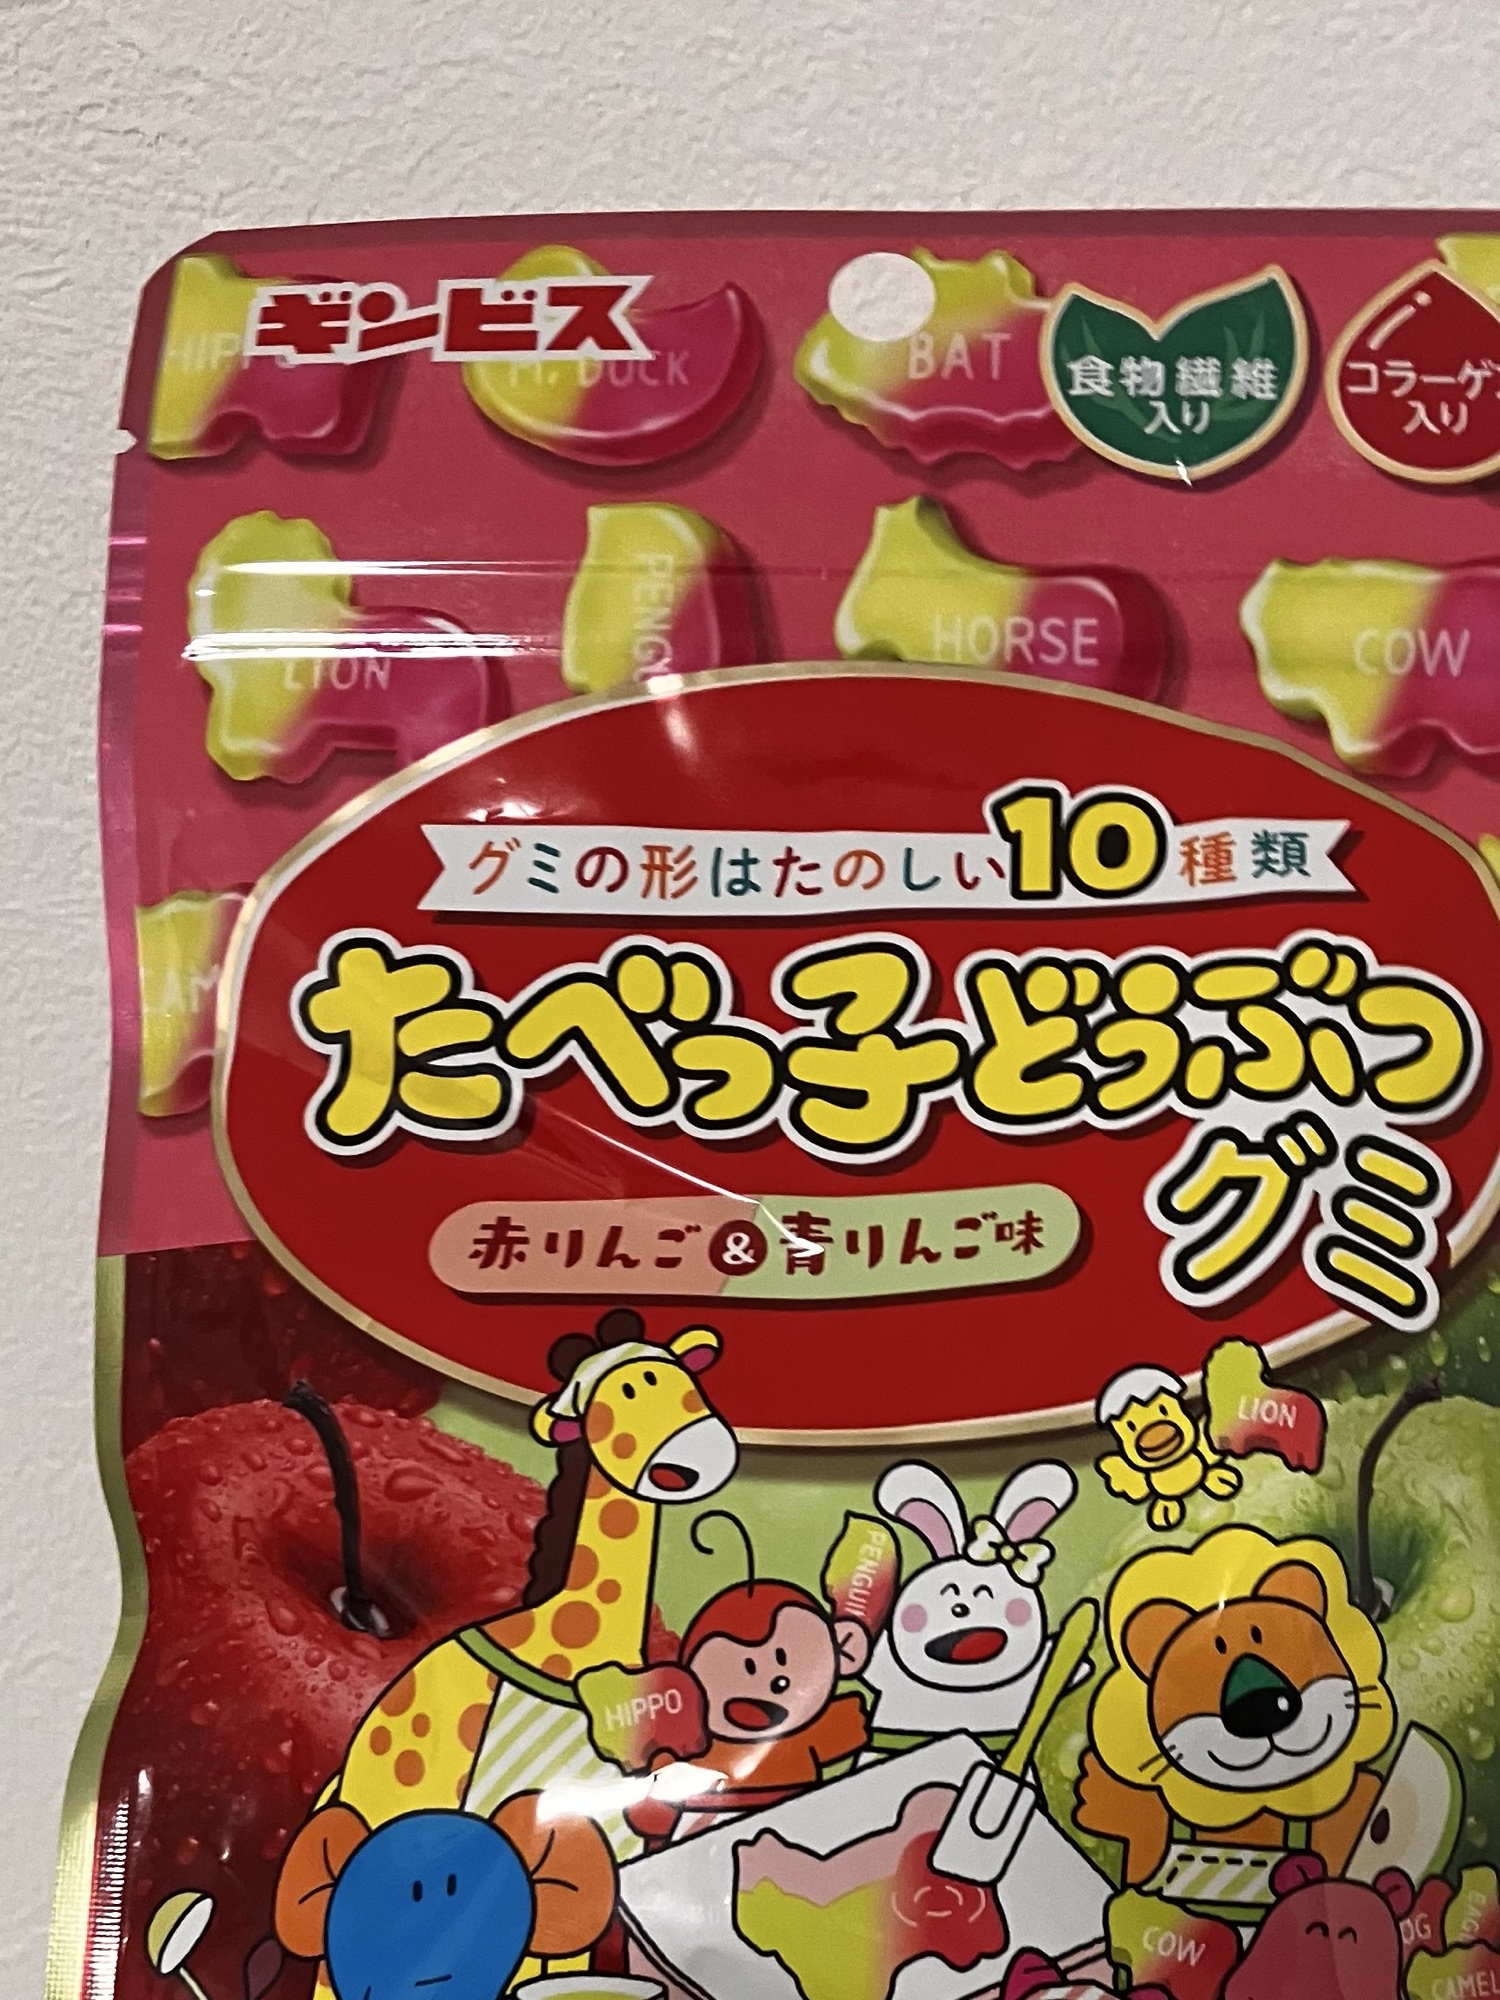 ギンビス
HIPPO
M. DUCK
BAT
食物繊維
入り
コラーゲン
入り
LION
PENGU
HORSE
COW
グミの形はたのしい10種類
たべっ子どうぶつ
グミ
赤りんご&青りんご味
LION
PENGUIN
HIPPO
COW
CAMEL